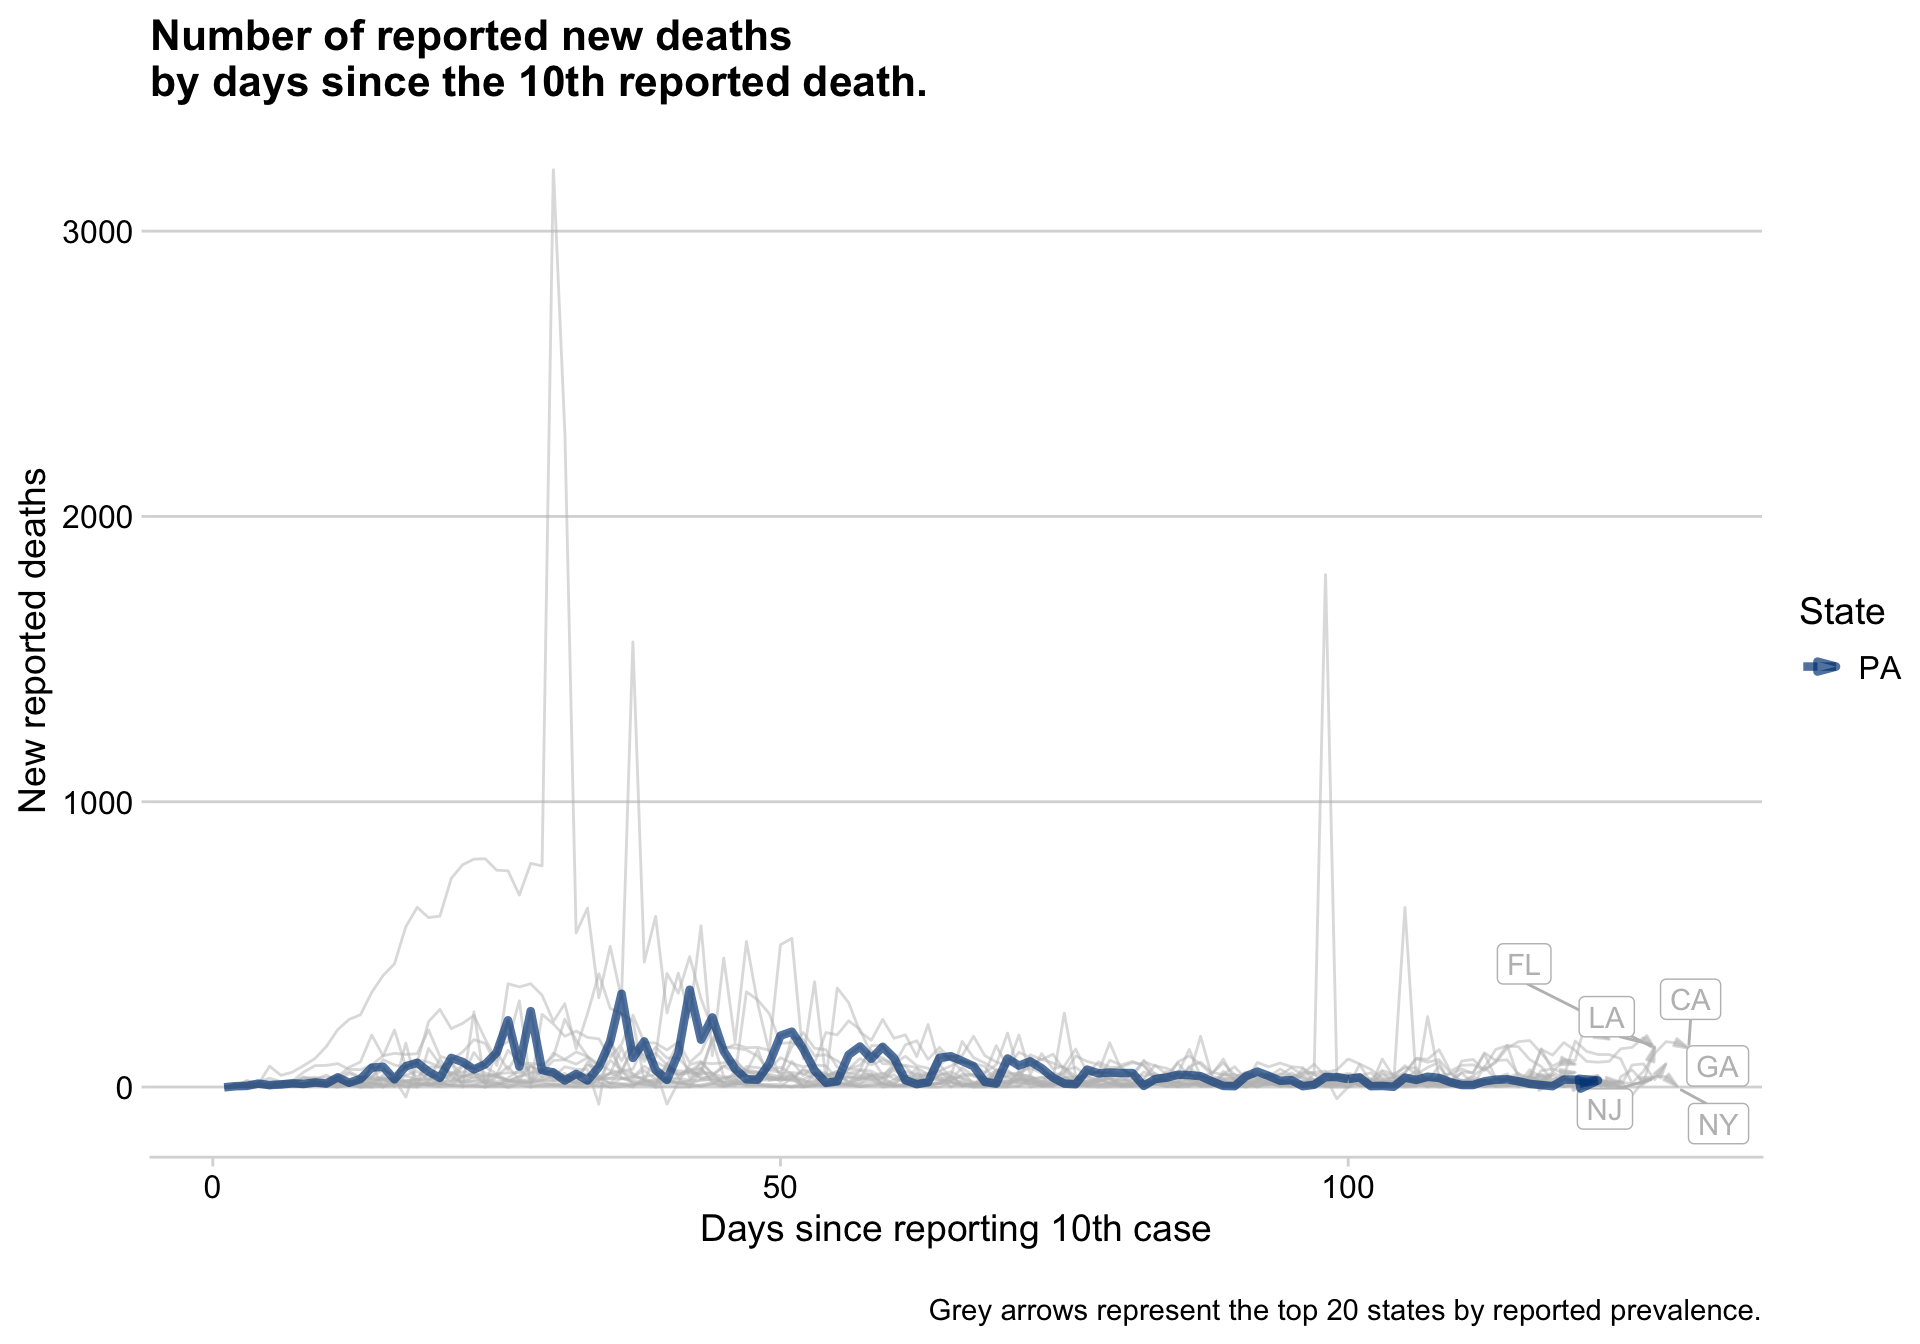 Number of reported new deaths
by days since the 10th reported death.
New reported deaths
3000
2000
1000
0
0
50
100
Days since reporting 10th case
FL
LA
CA
GA
NJ
NY
State
PA
Grey arrows represent the top 20 states by reported prevalence.